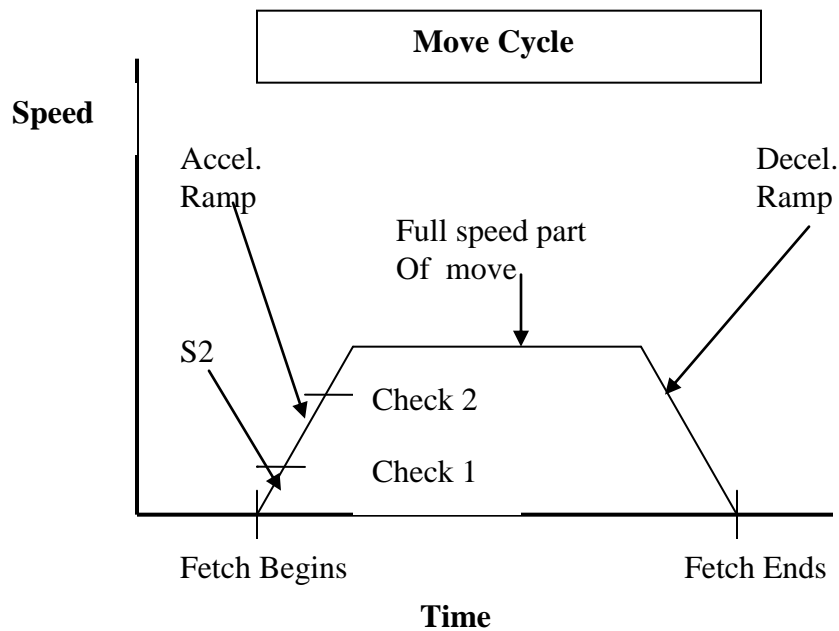 Move Cycle
Speed
Accel.
Ramp
Decel.
Ramp
Full speed part
Of move
S2
Check 2
Check 1
Fetch Begins
Fetch Ends
Time